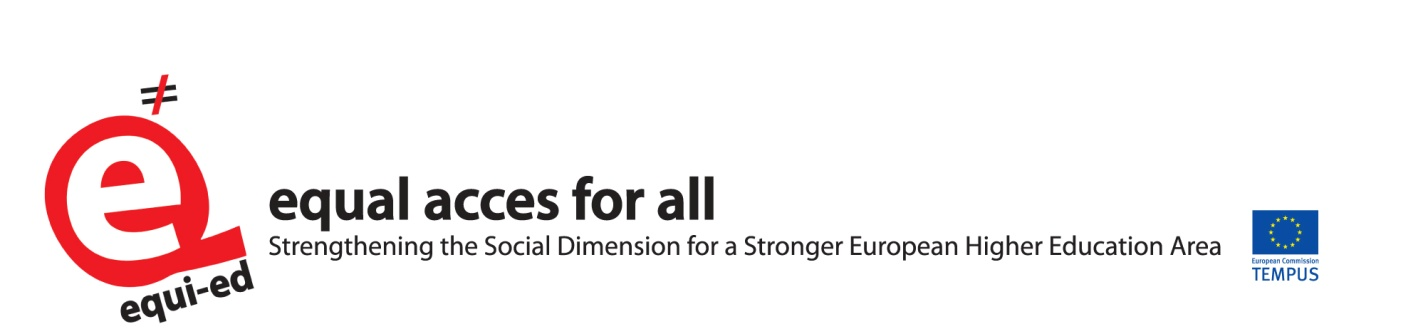 ≠
e
equi-ed
equal acces for all
Strengthening the Social Dimension for a Stronger European Higher Education Area
European Commission
TEMPUS